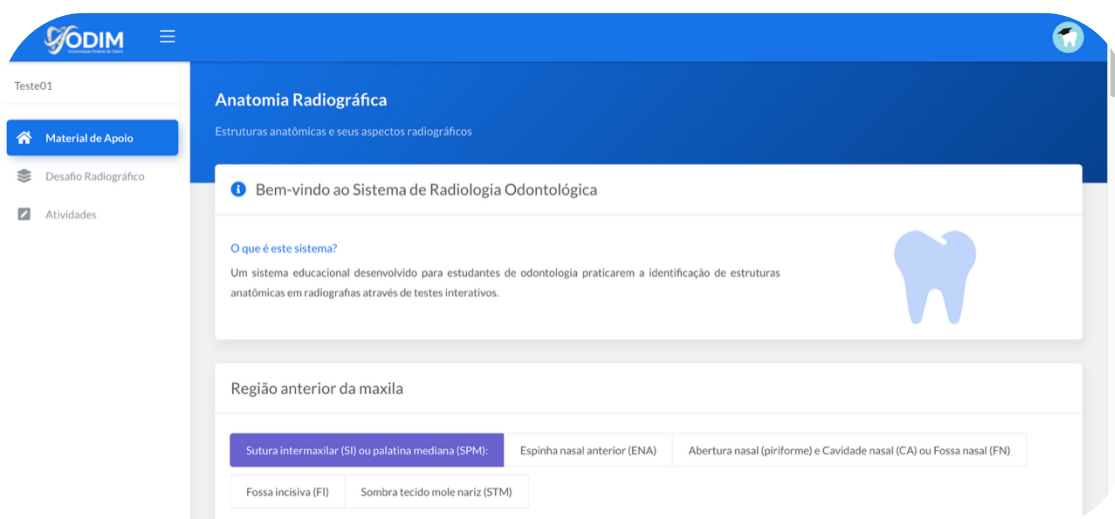 ODIM
Universidade Federal do Ceará
Teste01
Material de Apoio
Desafio Radiográfico
Atividades
Anatomia Radiográfica
Estruturas anatômicas e seus aspectos radiográficos
Bem-vindo ao Sistema de Radiologia Odontológica
O que é este sistema?
Um sistema educacional desenvolvido para estudantes de odontologia praticarem a identificação de estruturas
anatômicas em radiografias através de testes interativos.
Região anterior da maxila
Sutura intermaxilar (SI) ou palatina mediana (SPM):
Espinha nasal anterior (ENA)
Abertura nasal (piriforme) e Cavidade nasal (CA) ou Fossa nasal (FN)
Fossa incisiva (FI)
Sombra tecido mole nariz (STM)